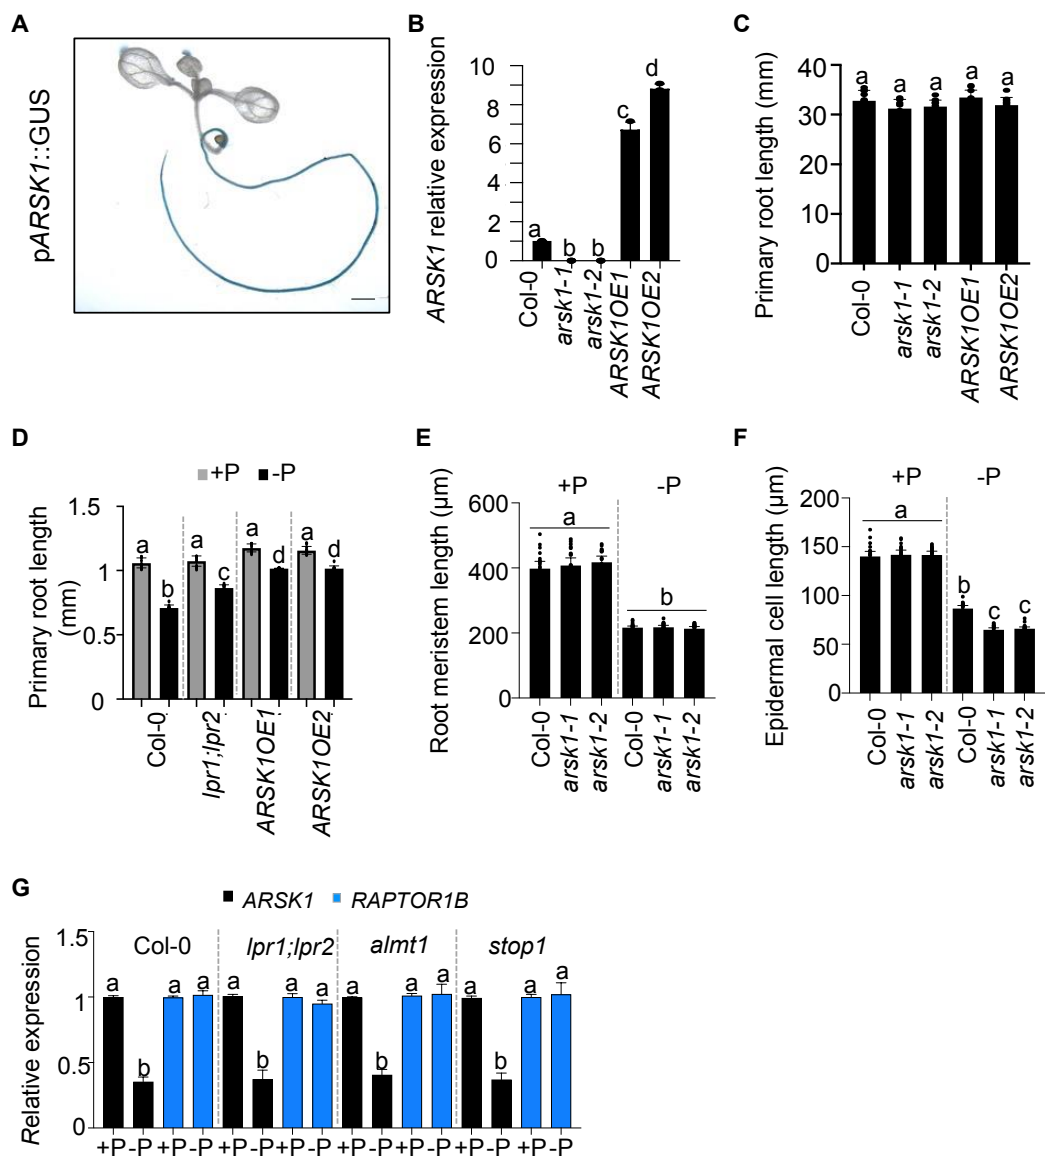 A
pARSK1::GUS
B
ARSK1 relative expression
10
8
6
4
2
0
a
b
b
c
d
Col-0
arsk1-1
arsk1-2
ARSK1OE1
ARSK1OE2
C
Primary root length (mm)
40
30
20
10
0
a
a
a
a
a
Col-0
arsk1-1
arsk1-2
ARSK1OE1
ARSK1OE2
D
+P -P
Primary root length
(mm)
1.5
1
0.5
0
a
b
a
c
a
d
a
d
Col-0
lpr1;lpr2
ARSK1OE1
ARSK1OE2
E
Root meristem length (μm)
+P
-P
600
400
200
0
a
b
Col-0
arsk1-1
arsk1-2
Col-0
arsk1-1
arsk1-2
F
Epidermal cell length (μm)
+P
-P
200
150
100
50
0
a
b
c
c
Col-0
arsk1-1
arsk1-2
Col-0
arsk1-1
arsk1-2
G
ARSK1 RAPTOR1B
Relative expression
1.5
1
0.5
0
Col-0 lpr1;lpr2 almt1 stop1
a b a a a b a a a b a a a b a a
+P -P +P -P +P -P +P -P +P -P +P -P +P -P +P -P